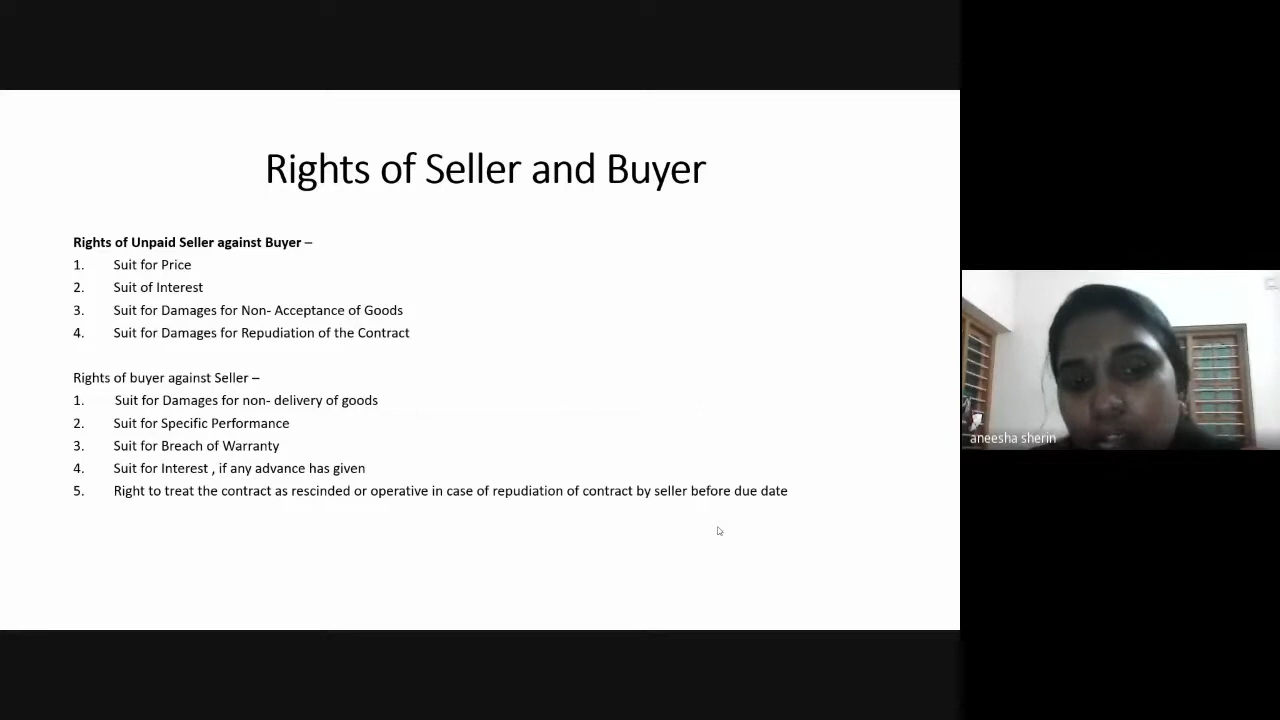 Rights of Seller and Buyer
Rights of Unpaid Seller against Buyer –
1. Suit for Price
2. Suit of Interest
3. Suit for Damages for Non- Acceptance of Goods
4. Suit for Damages for Repudiation of the Contract
Rights of buyer against Seller –
1. Suit for Damages for non- delivery of goods
2. Suit for Specific Performance
3. Suit for Breach of Warranty
4. Suit for Interest , if any advance has given
5. Right to treat the contract as rescinded or operative in case of repudiation of contract by seller before due date
aneesha sherin